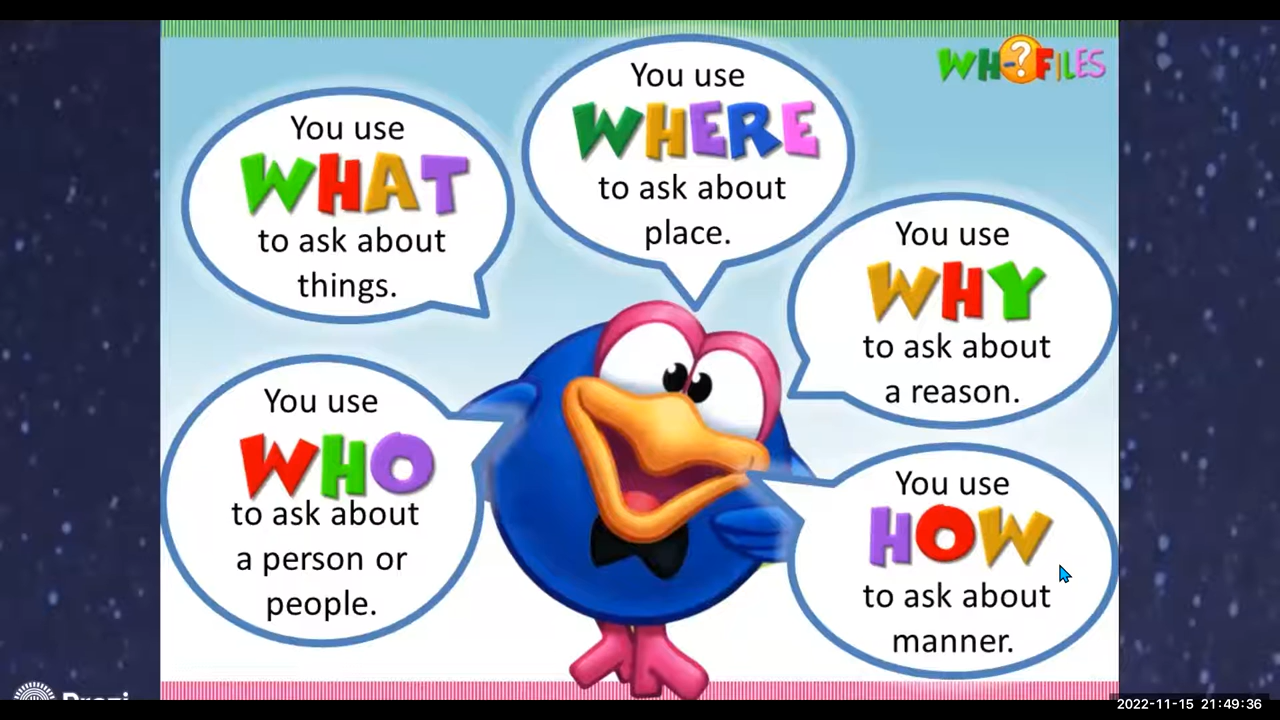 WH-?FILES
You use
WHAT
to ask about
things.
You use
WHERE
to ask about
place.
You use
WHY
to ask about
a reason.
You use
WHO
to ask about
a person or
people.
You use
HOW
to ask about
manner.
Prezi
2022-11-15 21:49:36